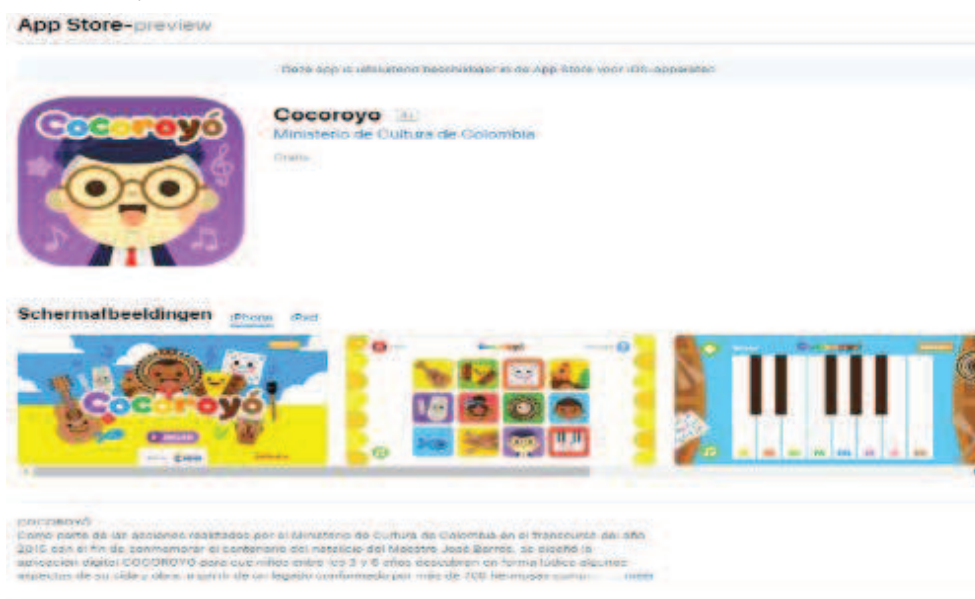 App Store-preview
Deze app is uitsluitend beschikbaar in de App Store voor iOS-apparaten.
Cocoroyó
Cocoroyo 4+
Ministerio de Cultura de Colombia
Gratis
Schermafbeeldingen iPhone iPad
Cocoroyó
Cocoroyó
Cocoroyó
COCOROYÓ
Como parte de las acciones realizadas por el Ministerio de Cultura de Colombia en el transcurso del año
2015 con el fin de conmemorar el centenario del natalicio del Maestro José Barros, se diseñó la
aplicación digital COCOROYÓ para que niños entre los 3 y 6 años descubran en forma lúdica algunos
aspectos de su vida y obra, a partir de un legado conformado por más de 700 hermosas meer